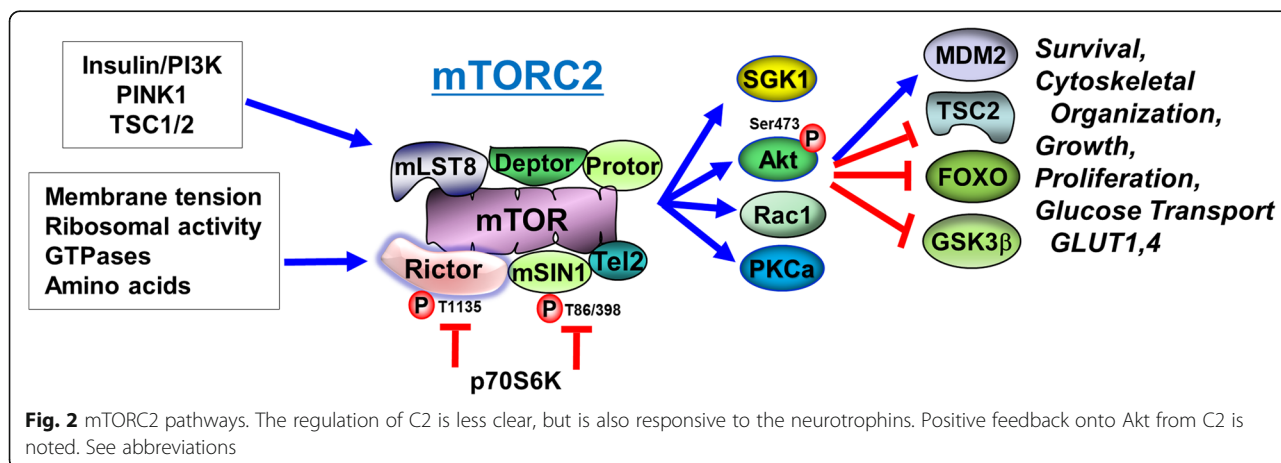 Insulin/PI3K
PINK1
TSC1/2
Membrane tension
Ribosomal activity
GTPases
Amino acids
mTORC2
mLST8
Deptor
Protor
mTOR
Rictor
mSIN1
Tel2
P T1135
P T86/398
p70S6K
SGK1
Ser473
P
Akt
Rac1
PKCa
MDM2
TSC2
FOXO
GSK3β
Survival,
Cytoskeletal
Organization,
Growth,
Proliferation,
Glucose Transport
GLUT1,4
Fig. 2 mTORC2 pathways. The regulation of C2 is less clear, but is also responsive to the neurotrophins. Positive feedback onto Akt from C2 is
noted. See abbreviations